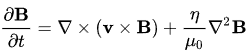 ∂𝐁/∂t = ∇ × (𝐯 × 𝐁) + η/μ₀ ∇²𝐁